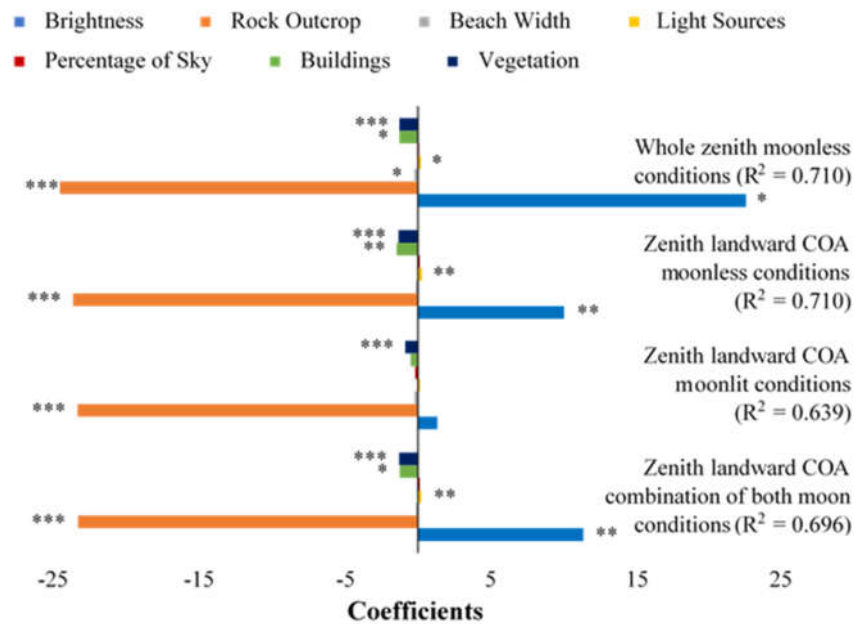 Brightness Rock Outcrop Beach Width Light Sources
Percentage of Sky Buildings Vegetation
***
*
*
Whole zenith moonless
*
***
conditions (R² = 0.710)
*
***
Zenith landward COA
**
**
moonless conditions
***
(R² = 0.710)
**
***
Zenith landward COA
moonlit conditions
***
(R² = 0.639)
***
Zenith landward COA
*
**
combination of both moon
***
conditions (R² = 0.696)
**
-25 -15 -5 5 15 25
Coefficients